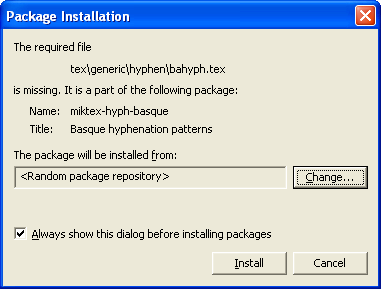 Package Installation
The required file
tex\generic\hyphen\bahyph.tex
is missing. It is a part of the following package:
Name: miktex-hyph-basque
Title: Basque hyphenation patterns
The package will be installed from:
<Random package repository>
Change...
Always show this dialog before installing packages
Install Cancel